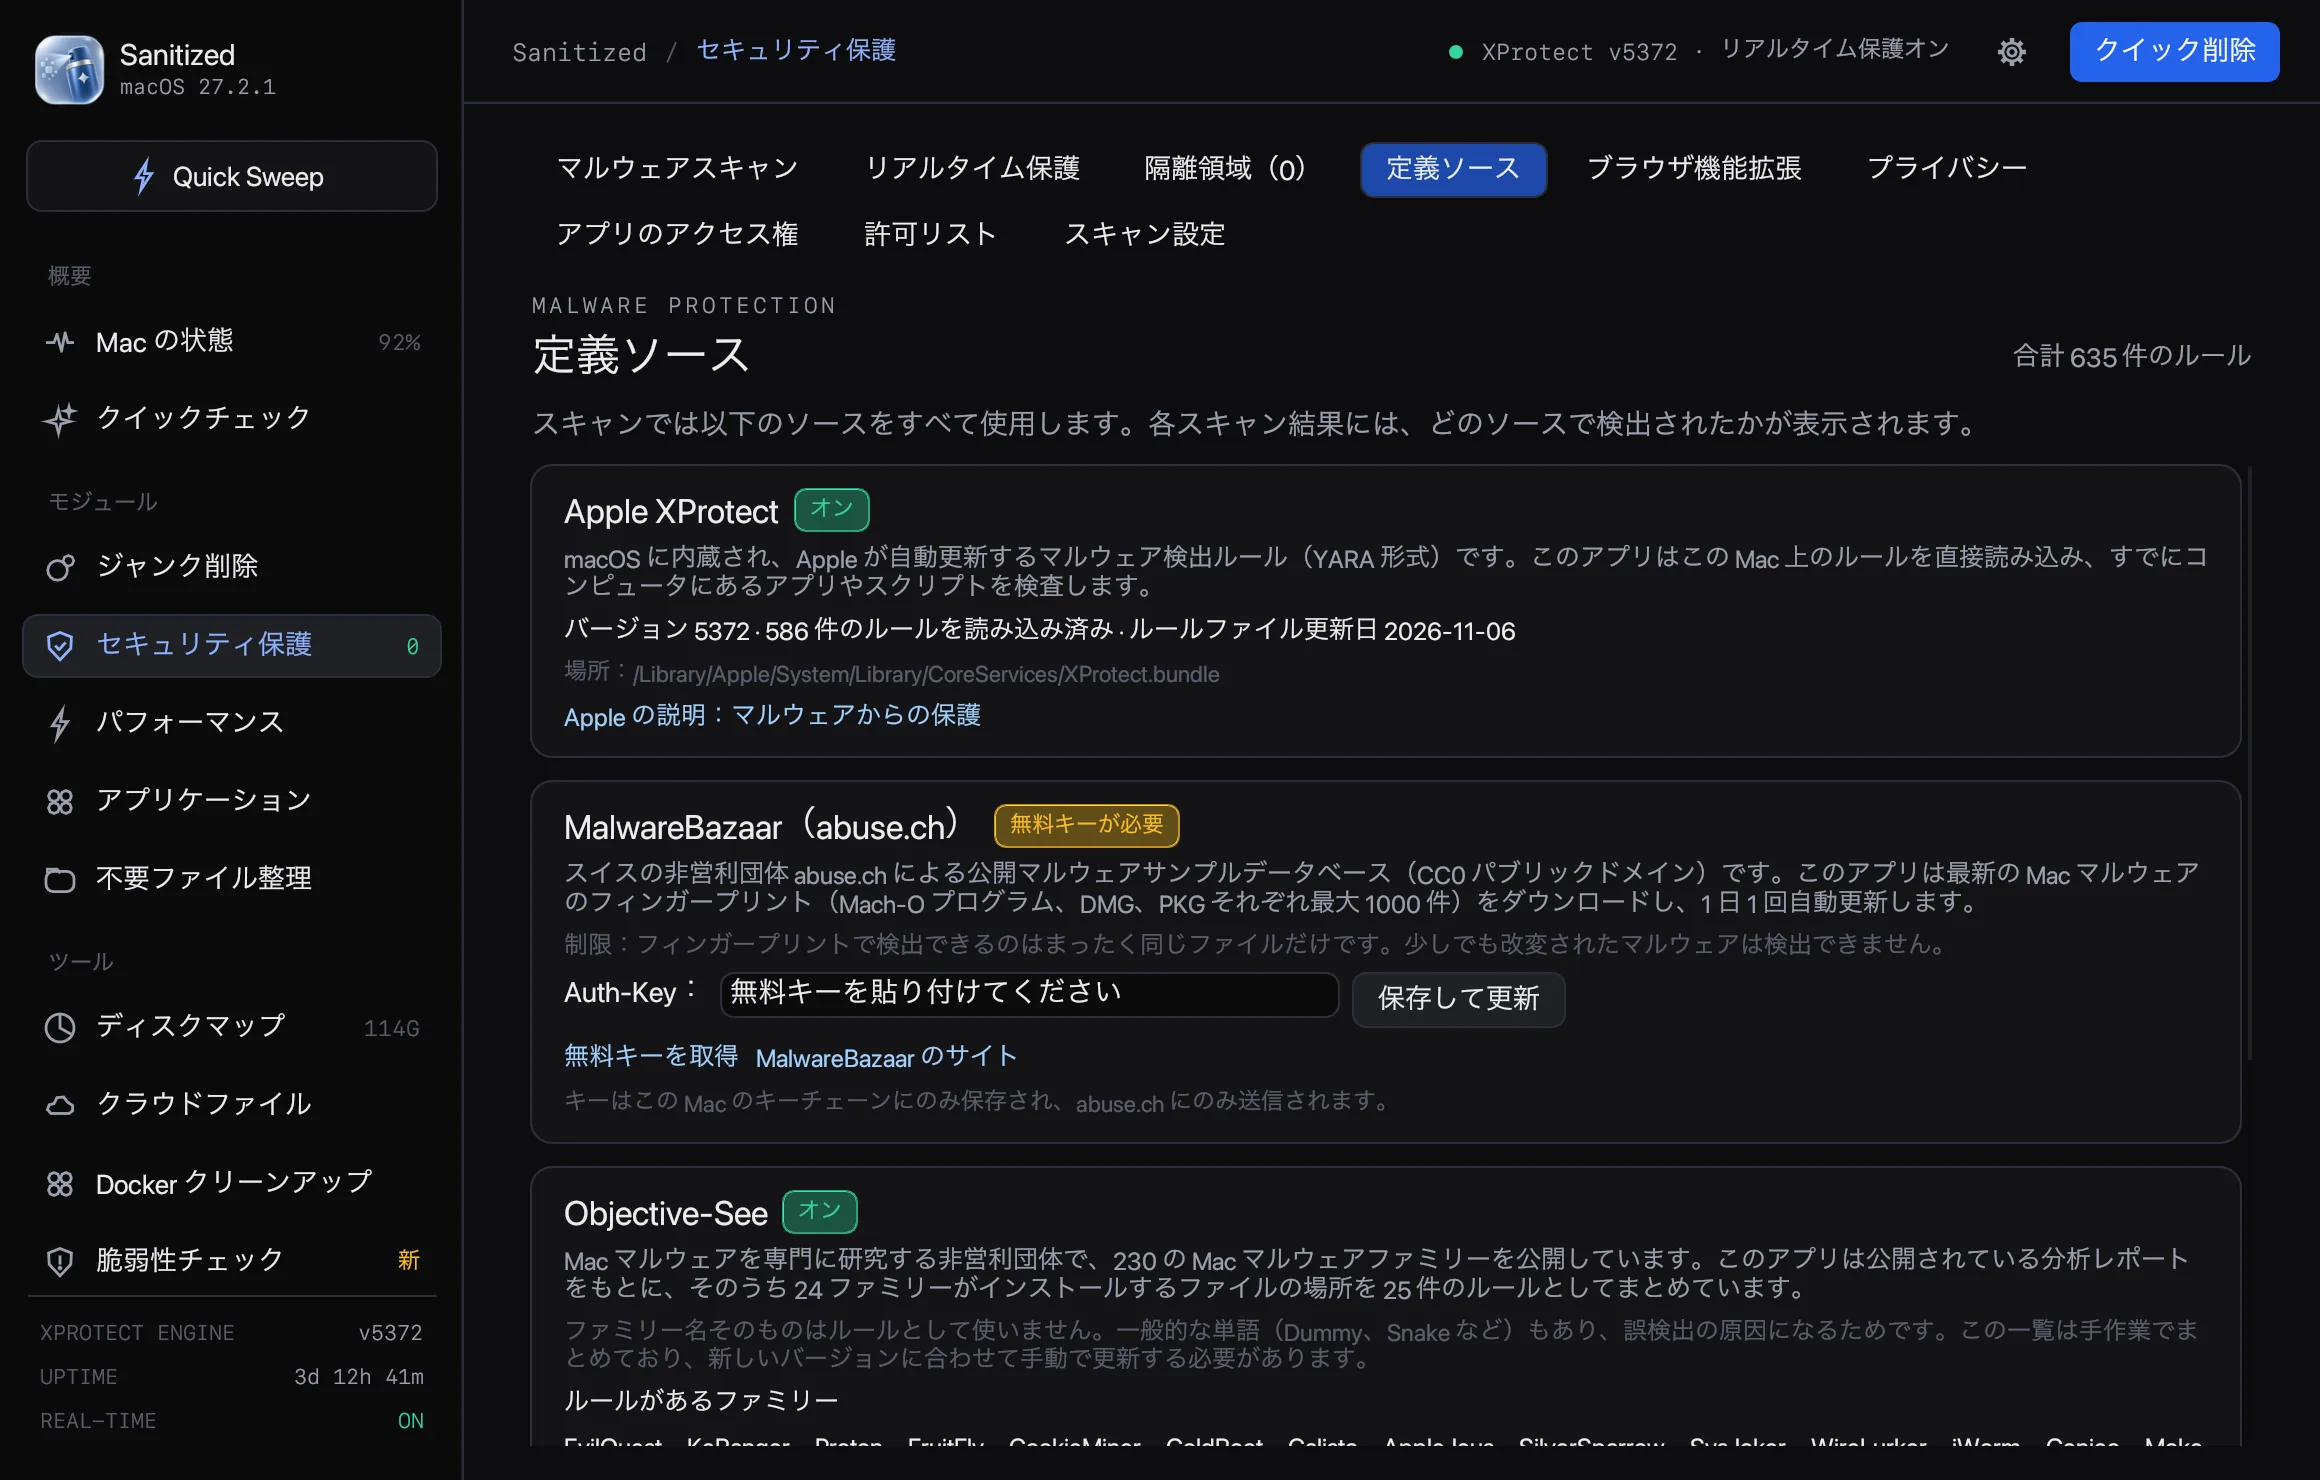 Sanitized
macOS 27.2.1
Quick Sweep
概要
Mac の状態 92%
クイックチェック
モジュール
ジャンク削除
セキュリティ保護 0
パフォーマンス
アプリケーション
不要ファイル整理
ツール
ディスクマップ 114G
クラウドファイル
Docker クリーンアップ
脆弱性チェック 新
XPROTECT ENGINE v5372
UPTIME 3d 12h 41m
REAL-TIME ON
Sanitized / セキュリティ保護
XProtect v5372 · リアルタイム保護オン
クイック削除
マルウェアスキャン リアルタイム保護 隔離領域（0） 定義ソース ブラウザ機能拡張 プライバシー
アプリのアクセス権 許可リスト スキャン設定
MALWARE PROTECTION
定義ソース
合計 635 件のルール
スキャンでは以下のソースをすべて使用します。各スキャン結果には、どのソースで検出されたかが表示されます。
Apple XProtect オン
macOS に内蔵され、Apple が自動更新するマルウェア検出ルール（YARA 形式）です。このアプリはこの Mac 上のルールを直接読み込み、すでにコ
ンピュータにあるアプリやスクリプトを検査します。
バージョン 5372 · 586 件のルールを読み込み済み · ルールファイル更新日 2026-11-06
場所：/Library/Apple/System/Library/CoreServices/XProtect.bundle
Apple の説明：マルウェアからの保護
MalwareBazaar（abuse.ch） 無料キーが必要
スイスの非営利団体 abuse.ch による公開マルウェアサンプルデータベース（CC0 パブリックドメイン）です。このアプリは最新の Mac マルウェア
のフィンガープリント（Mach-O プログラム、DMG、PKG それぞれ最大 1000 件）をダウンロードし、1 日 1 回自動更新します。
制限：フィンガープリントで検出できるのはまったく同じファイルだけです。少しでも改変されたマルウェアは検出できません。
Auth-Key： 無料キーを貼り付けてください 保存して更新
無料キーを取得 MalwareBazaar のサイト
キーはこの Mac のキーチェーンにのみ保存され、abuse.ch にのみ送信されます。
Objective-See オン
Mac マルウェアを専門に研究する非営利団体で、230 の Mac マルウェアファミリーを公開しています。このアプリは公開されている分析レポート
をもとに、そのうち 24 ファミリーがインストールするファイルの場所を 25 件のルールとしてまとめています。
ファミリー名そのものはルールとして使いません。一般的な単語（Dummy、Snake など）もあり、誤検出の原因になるためです。この一覧は手作業でま
とめており、新しいバージョンに合わせて手動で更新する必要があります。
ルールがあるファミリー
EvilQuest KeRanger Proton FruitFly CookieMiner ColdRoot Calisto AppleJeus SilverSparrow SysJoker WireLurker iWorm Genieo